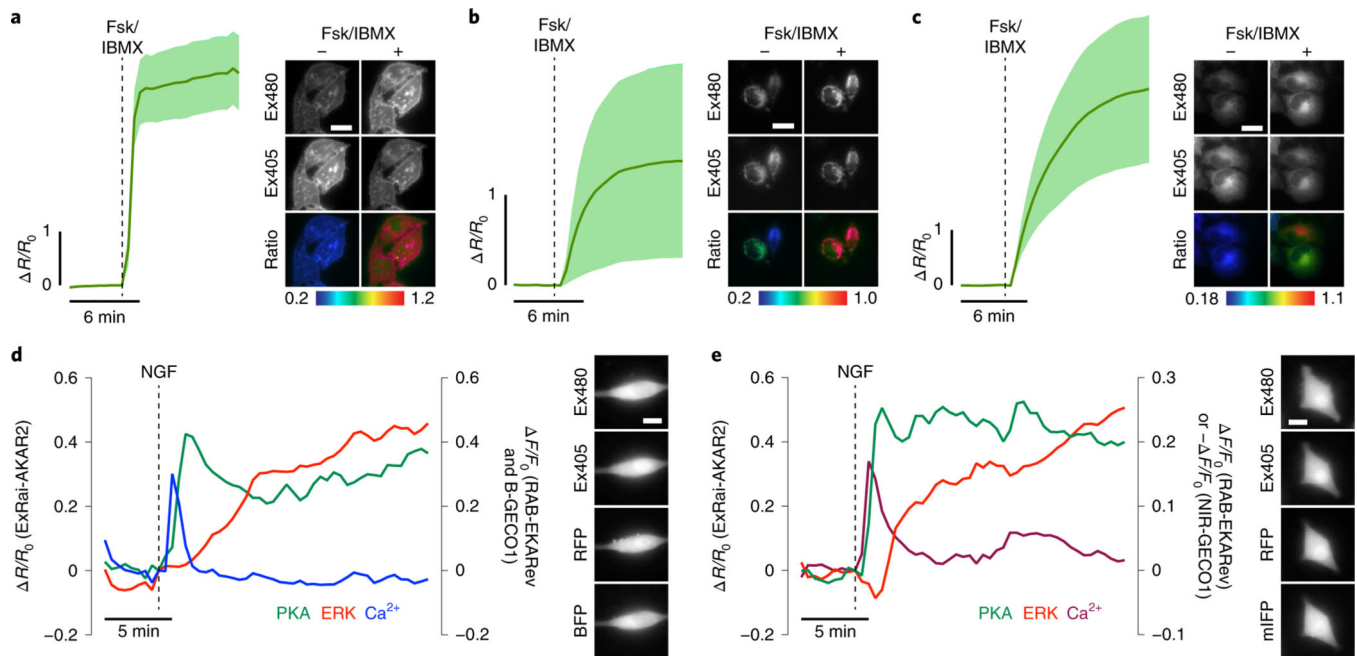 a
Fsk/
IBMX
1
0
ΔR/R0
6 min
Fsk/IBMX
– +
Ex480
Ex405
Ratio
0.2 1.2
b
Fsk/
IBMX
1
0
ΔR/R0
6 min
Fsk/IBMX
– +
Ex480
Ex405
Ratio
0.2 1.0
c
Fsk/
IBMX
1
0
ΔR/R0
6 min
Fsk/IBMX
– +
Ex480
Ex405
Ratio
0.18 1.1
d
NGF
0.6
0.4
0.2
0
–0.2
ΔR/R0 (ExRai-AKAR2)
5 min
PKA ERK Ca2+
0.6
0.4
0.2
0
–0.2
ΔF/F0 (RAB-EKARev
and B-GECO1)
Ex480
Ex405
RFP
BFP
e
NGF
0.6
0.4
0.2
0
–0.2
ΔR/R0 (ExRai-AKAR2)
5 min
PKA ERK Ca2+
0.3
0.2
0.1
0
–0.1
ΔF/F0 (RAB-EKARev)
or –ΔF/F0 (NIR-GECO1)
Ex480
Ex405
RFP
mIFP